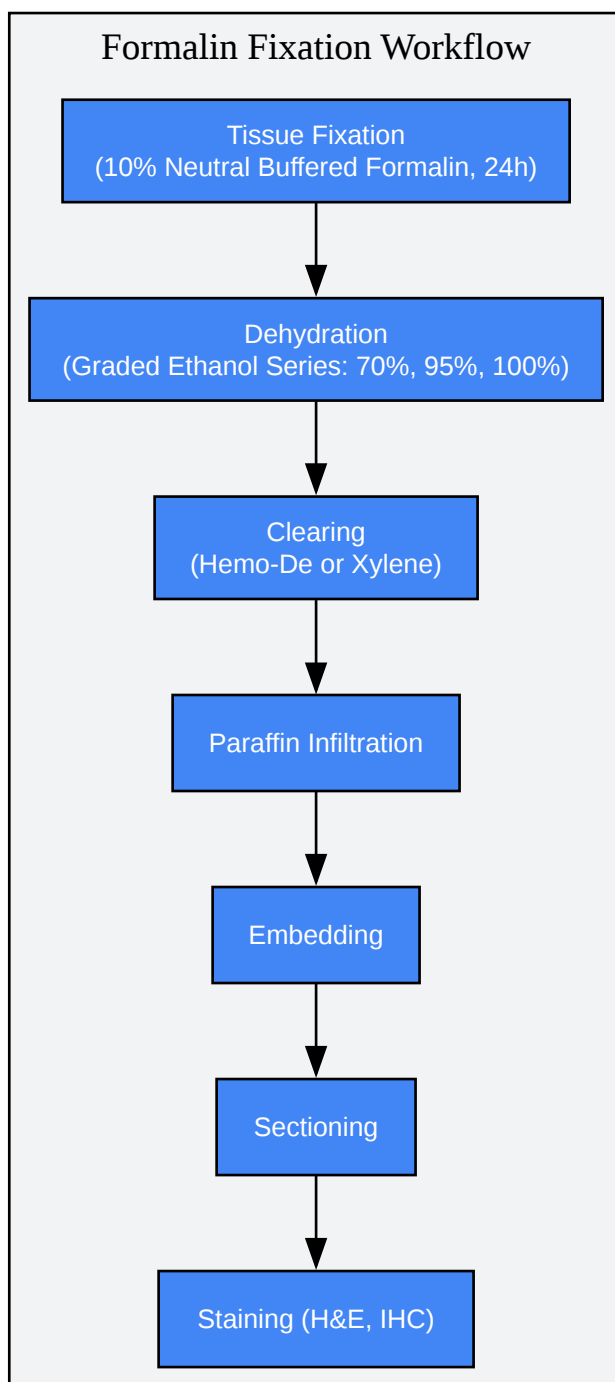 Formalin Fixation Workflow
Tissue Fixation
(10% Neutral Buffered Formalin, 24h)
Dehydration
(Graded Ethanol Series: 70%, 95%, 100%)
Clearing
(Hemo-De or Xylene)
Paraffin Infiltration
Embedding
Sectioning
Staining (H&E, IHC)